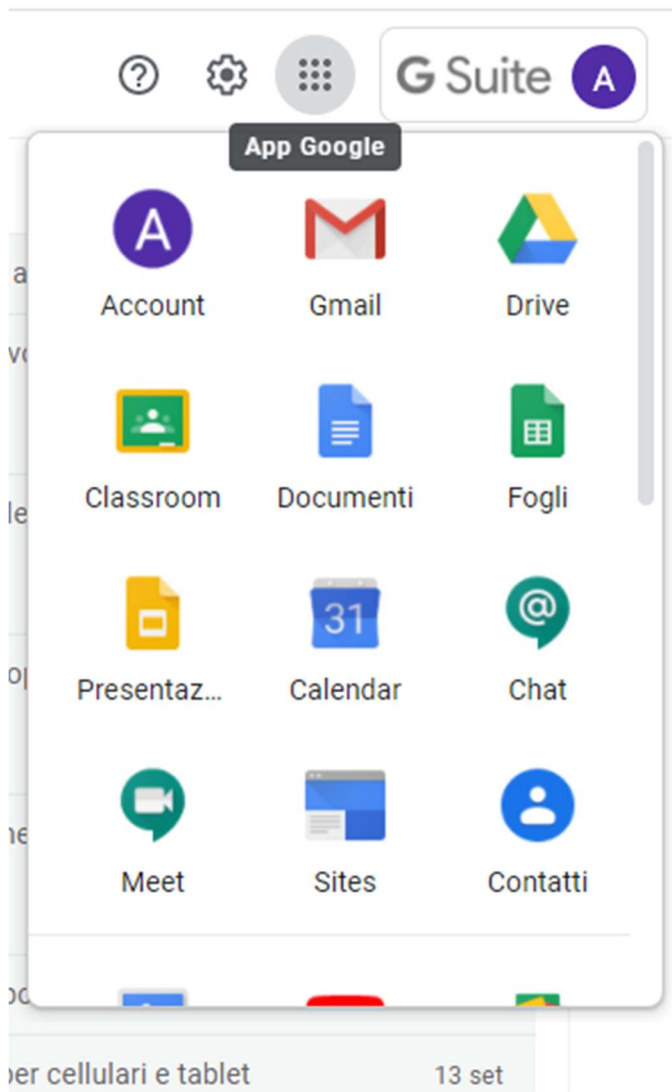 G Suite A
App Google
A
Account Gmail Drive
Classroom Documenti Fogli
31 @
Presentaz... Calendar Chat
Meet Sites Contatti
per cellulari e tablet 13 set